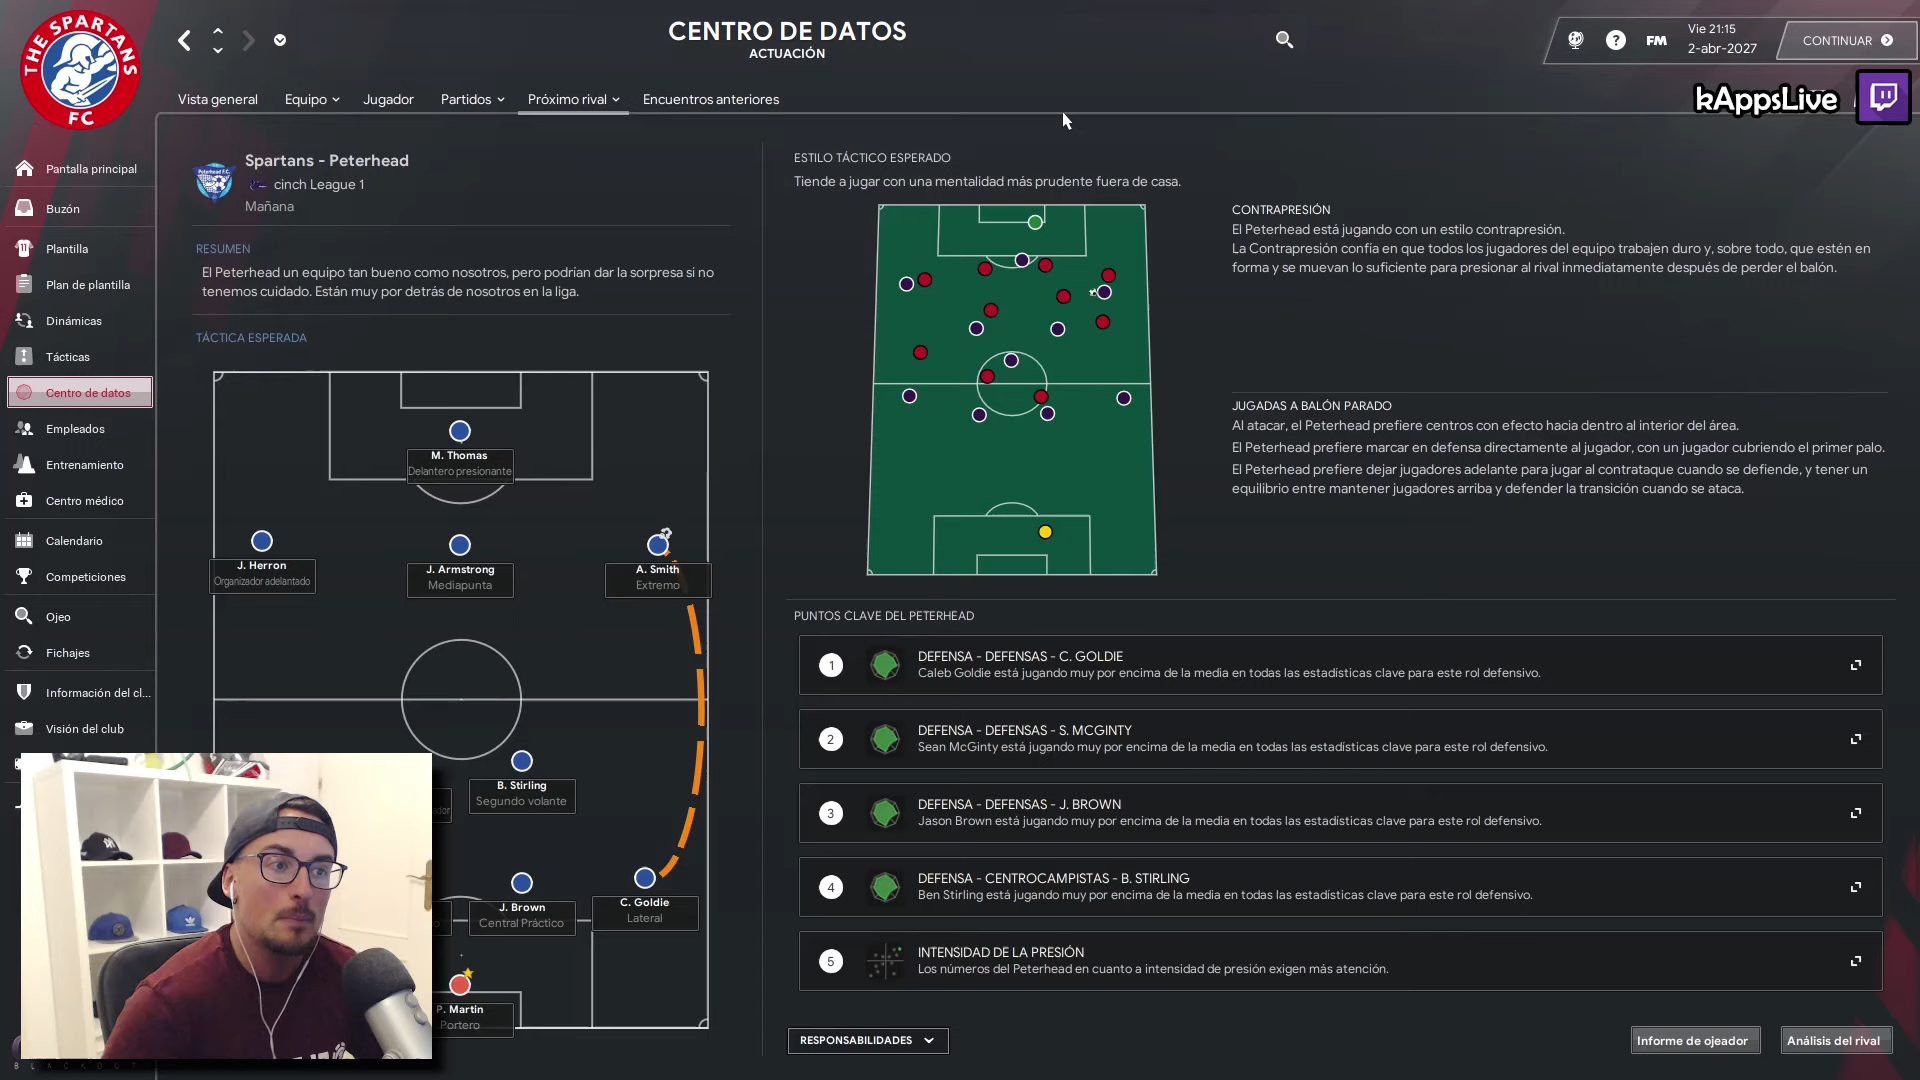 THE SPARTANS
FC
CENTRO DE DATOS
ACTUACIÓN
FM
Vie 21:15
2-abr-2027
CONTINUAR
kAppsLive
Vista general
Equipo
Jugador
Partidos
Próximo rival
Encuentros anteriores
Pantalla principal
Buzón
Plantilla
Plan de plantilla
Dinámicas
Tácticas
Centro de datos
Empleados
Entrenamiento
Centro médico
Calendario
Competiciones
Ojeo
Fichajes
Información del cl...
Visión del club
Spartans - Peterhead
cinch League 1
Mañana
RESUMEN
El Peterhead un equipo tan bueno como nosotros, pero podrían dar la sorpresa si no
tenemos cuidado. Están muy por detrás de nosotros en la liga.
TÁCTICA ESPERADA
M. Thomas
Delantero presionante
J. Herron
Organizador adelantado
J. Armstrong
Mediapunta
A. Smith
Extremo
B. Stirling
Segundo volante
J. Brown
Central Práctico
C. Goldie
Lateral
P. Martin
Portero
ESTILO TÁCTICO ESPERADO
Tiende a jugar con una mentalidad más prudente fuera de casa.
CONTRAPRESIÓN
El Peterhead está jugando con un estilo contrapresión.
La Contrapresión confía en que todos los jugadores del equipo trabajen duro y, sobre todo, que estén en
forma y se muevan lo suficiente para presionar al rival inmediatamente después de perder el balón.
JUGADAS A BALÓN PARADO
Al atacar, el Peterhead prefiere centros con efecto hacia dentro al interior del área.
El Peterhead prefiere marcar en defensa directamente al jugador, con un jugador cubriendo el primer palo.
El Peterhead prefiere dejar jugadores adelante para jugar al contrataque cuando se defiende, y tener un
equilibrio entre mantener jugadores arriba y defender la transición cuando se ataca.
PUNTOS CLAVE DEL PETERHEAD
1
DEFENSA - DEFENSAS - C. GOLDIE
Caleb Goldie está jugando muy por encima de la media en todas las estadísticas clave para este rol defensivo.
2
DEFENSA - DEFENSAS - S. MCGINTY
Sean McGinty está jugando muy por encima de la media en todas las estadísticas clave para este rol defensivo.
3
DEFENSA - DEFENSAS - J. BROWN
Jason Brown está jugando muy por encima de la media en todas las estadísticas clave para este rol defensivo.
4
DEFENSA - CENTROCAMPISTAS - B. STIRLING
Ben Stirling está jugando muy por encima de la media en todas las estadísticas clave para este rol defensivo.
5
INTENSIDAD DE LA PRESIÓN
Los números del Peterhead en cuanto a intensidad de presión exigen más atención.
RESPONSABILIDADES
Informe de ojeador
Análisis del rival